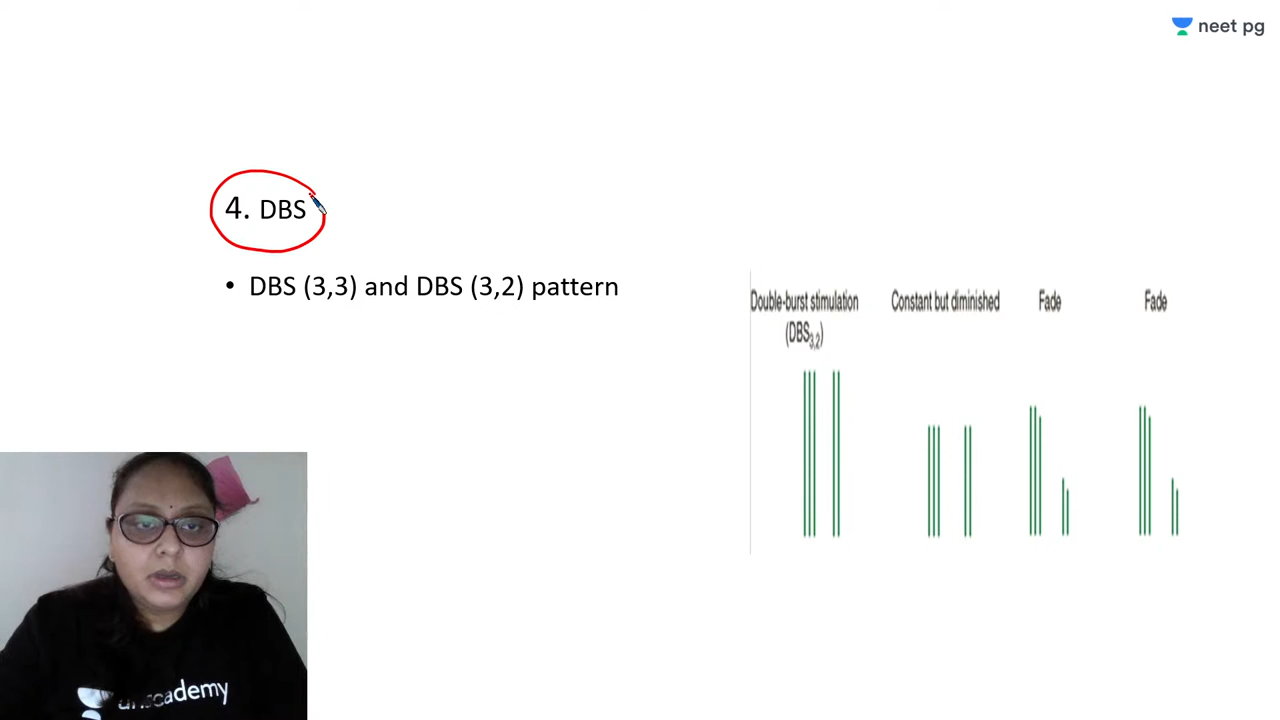 neet pg
4. DBS
• DBS (3,3) and DBS (3,2) pattern
Double-burst stimulation Constant but diminished Fade Fade
(DBS3,2)